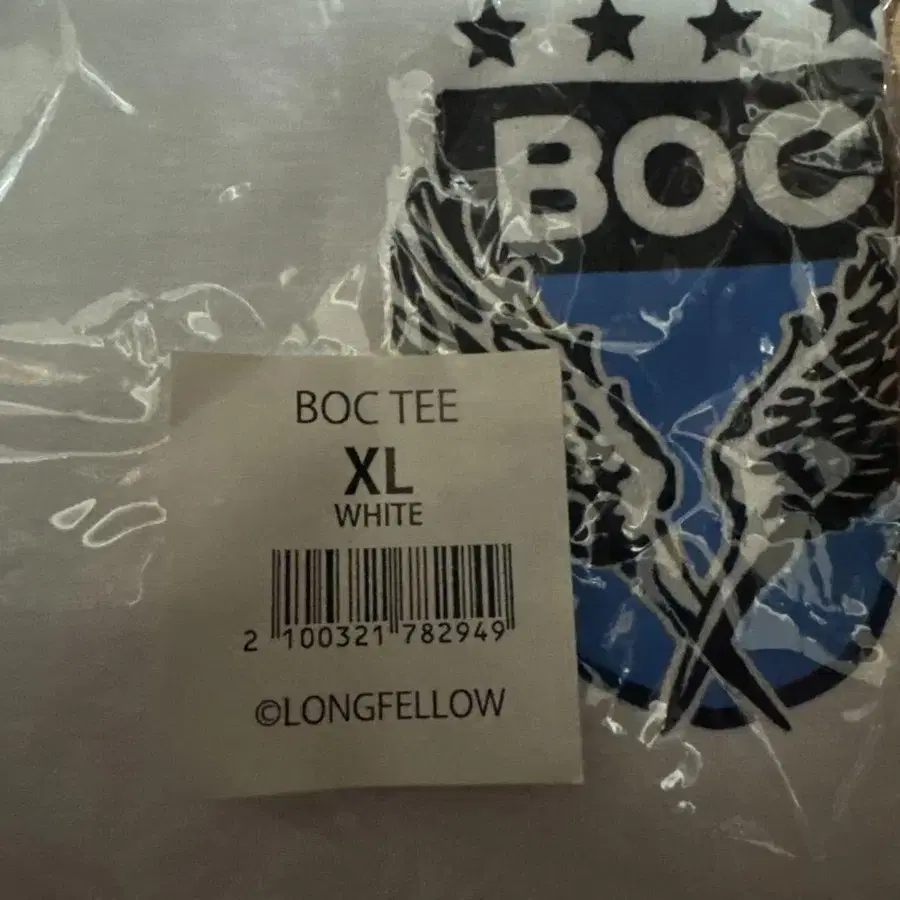 BOC
BOC TEE
XL
WHITE
2 100321 782949
©LONGFELLOW